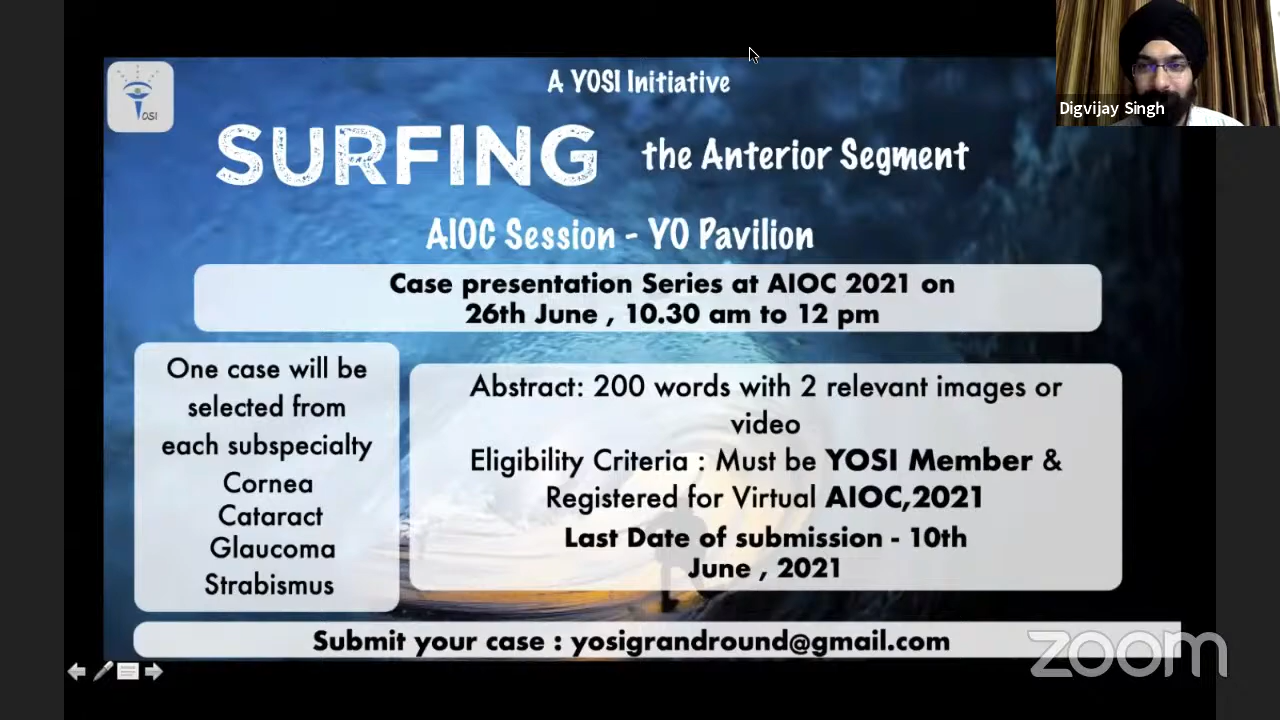 A YOSI Initiative
SURFING the Anterior Segment
AIOC Session - YO Pavilion
Case presentation Series at AIOC 2021 on
26th June , 10.30 am to 12 pm
One case will be
selected from
each subspecialty
Cornea
Cataract
Glaucoma
Strabismus
Abstract: 200 words with 2 relevant images or
video
Eligibility Criteria : Must be YOSI Member &
Registered for Virtual AIOC,2021
Last Date of submission - 10th
June , 2021
Submit your case : yosigrandround@gmail.com
YOSI
Digvijay Singh
zoom